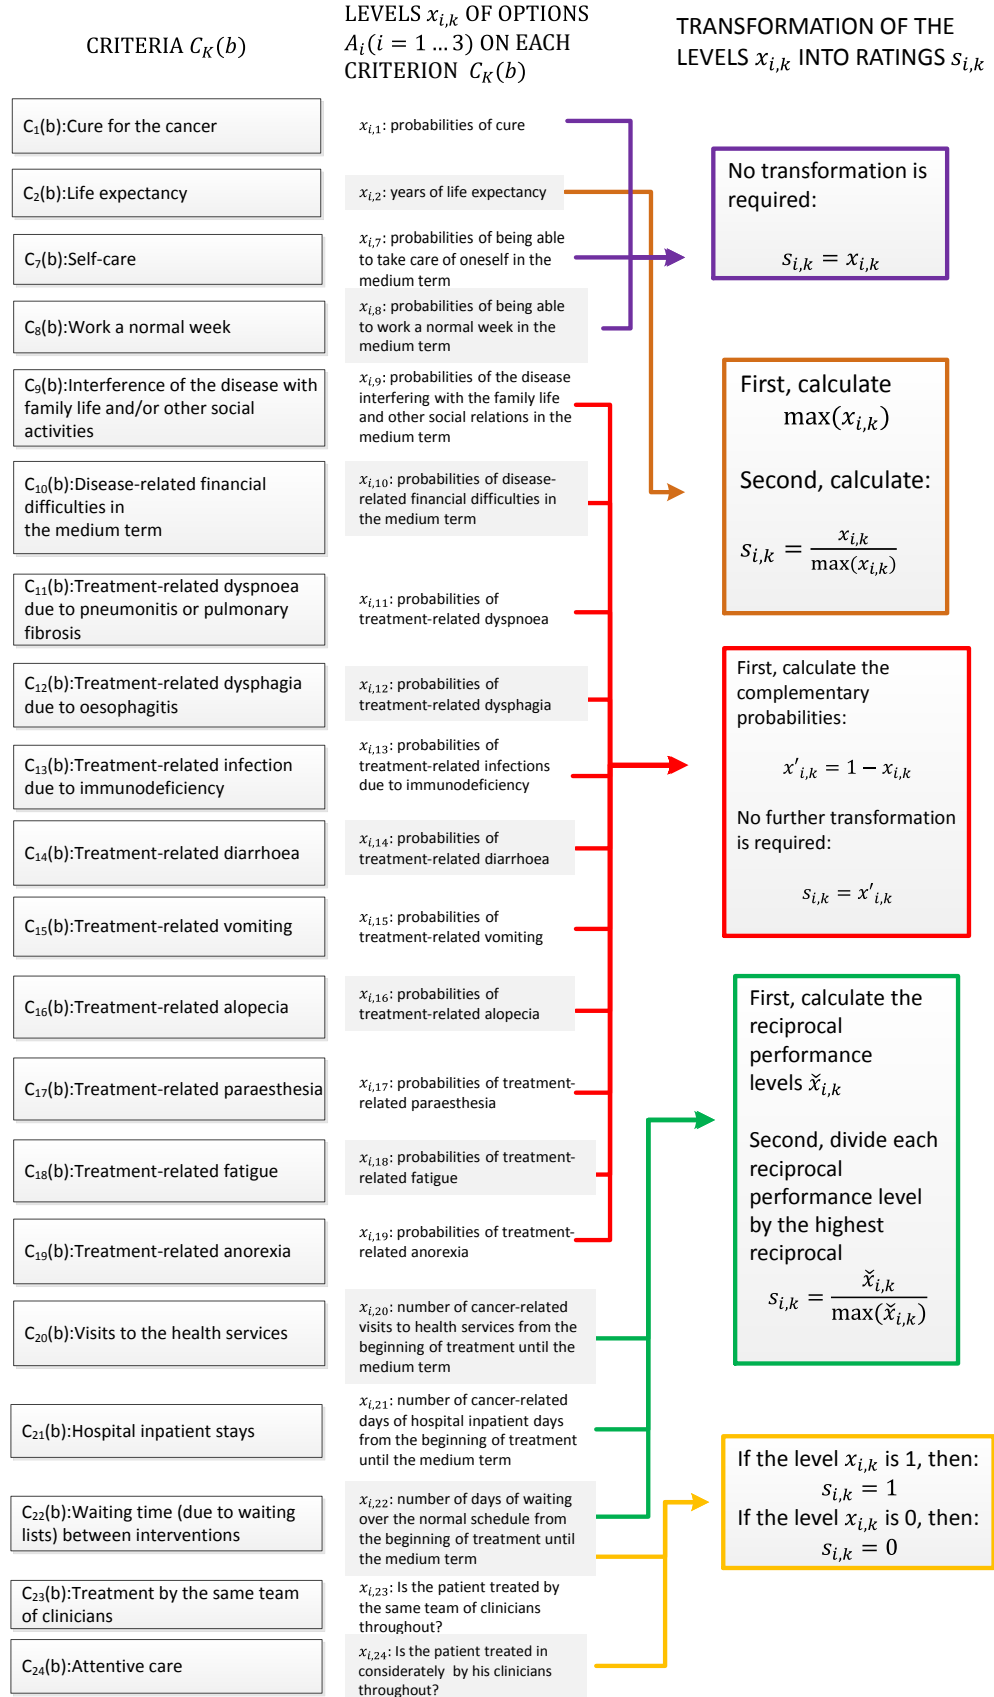 CRITERIA C_K(b)
LEVELS x_{i,k} OF OPTIONS
A_i(i = 1 … 3) ON EACH
CRITERION C_K(b)
TRANSFORMATION OF THE
LEVELS x_{i,k} INTO RATINGS s_{i,k}
C₁(b):Cure for the cancer
x_{i,1}: probabilities of cure
C₂(b):Life expectancy
x_{i,2}: years of life expectancy
C₇(b):Self-care
x_{i,7}: probabilities of being able
to take care of oneself in the
medium term
C₈(b):Work a normal week
x_{i,8}: probabilities of being able
to work a normal week in the
medium term
C₉(b):Interference of the disease with
family life and/or other social
activities
x_{i,9}: probabilities of the disease
interfering with the family life
and other social relations in the
medium term
C₁₀(b):Disease-related financial
difficulties in
the medium term
x_{i,10}: probabilities of disease-
related financial difficulties in
the medium term
C₁₁(b):Treatment-related dyspnoea
due to pneumonitis or pulmonary
fibrosis
x_{i,11}: probabilities of
treatment-related dyspnoea
C₁₂(b):Treatment-related dysphagia
due to oesophagitis
x_{i,12}: probabilities of
treatment-related dysphagia
C₁₃(b):Treatment-related infection
due to immunodeficiency
x_{i,13}: probabilities of
treatment-related infections
due to immunodeficiency
C₁₄(b):Treatment-related diarrhoea
x_{i,14}: probabilities of
treatment-related diarrhoea
C₁₅(b):Treatment-related vomiting
x_{i,15}: probabilities of
treatment-related vomiting
C₁₆(b):Treatment-related alopecia
x_{i,16}: probabilities of
treatment-related alopecia
C₁₇(b):Treatment-related paraesthesia
x_{i,17}: probabilities of treatment-
related paraesthesia
C₁₈(b):Treatment-related fatigue
x_{i,18}: probabilities of treatment-
related fatigue
C₁₉(b):Treatment-related anorexia
x_{i,19}: probabilities of treatment-
related anorexia
C₂₀(b):Visits to the health services
x_{i,20}: number of cancer-related
visits to health services from the
beginning of treatment until the
medium term
C₂₁(b):Hospital inpatient stays
x_{i,21}: number of cancer-related
days of hospital inpatient days
from the beginning of treatment
until the medium term
C₂₂(b):Waiting time (due to waiting
lists) between interventions
x_{i,22}: number of days of waiting
over the normal schedule from
the beginning of treatment until
the medium term
C₂₃(b):Treatment by the same team
of clinicians
x_{i,23}: Is the patient treated by
the same team of clinicians
throughout?
C₂₄(b):Attentive care
x_{i,24}: Is the patient treated in
considerately by his clinicians
throughout?
No transformation is
required:
s_{i,k} = x_{i,k}
First, calculate
max(x_{i,k})
Second, calculate:
s_{i,k} = x_{i,k} / max(x_{i,k})
First, calculate the
complementary
probabilities:
x'_{i,k} = 1 − x_{i,k}
No further transformation
is required:
s_{i,k} = x'_{i,k}
First, calculate the
reciprocal
performance
levels x̌_{i,k}
Second, divide each
reciprocal
performance level
by the highest
reciprocal
s_{i,k} = x̌_{i,k} / max(x̌_{i,k})
If the level x_{i,k} is 1, then:
s_{i,k} = 1
If the level x_{i,k} is 0, then:
s_{i,k} = 0